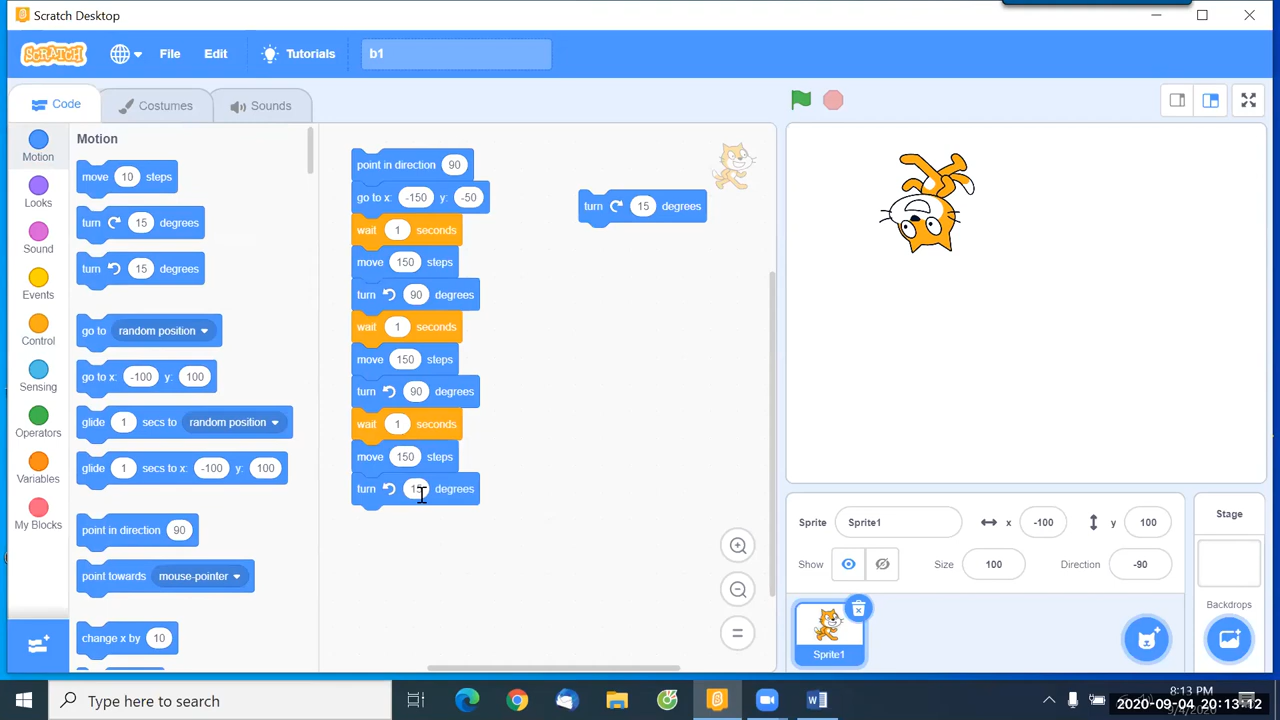 Scratch Desktop
SCRATCH
File
Edit
Tutorials
b1
Code
Costumes
Sounds
Motion
Looks
Sound
Events
Control
Sensing
Operators
Variables
My Blocks
Motion
move 10 steps
turn 15 degrees
turn 15 degrees
go to random position
go to x: -100 y: 100
glide 1 secs to random position
glide 1 secs to x: -100 y: 100
point in direction 90
point towards mouse-pointer
change x by 10
point in direction 90
go to x: -150 y: -50
wait 1 seconds
move 150 steps
turn 90 degrees
wait 1 seconds
move 150 steps
turn 90 degrees
wait 1 seconds
move 150 steps
turn 15 degrees
turn 15 degrees
Sprite Sprite1 x -100 y 100
Show Size 100 Direction -90
Sprite1
Stage
Backdrops
Type here to search
8:13 PM
2020-09-04 20:13:12